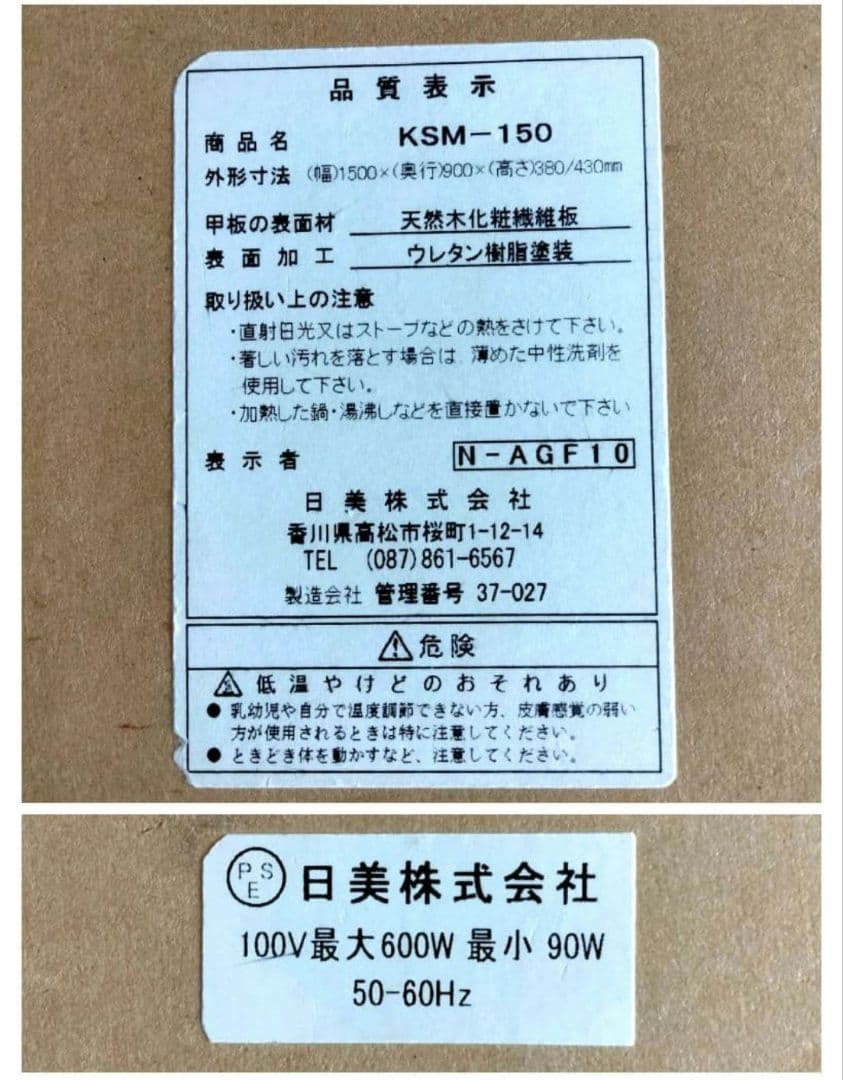 品質表示
商品名 KSM-150
外形寸法 (幅)1500×(奥行)900×(高さ)380/430mm
甲板の表面材 天然木化粧繊維板
表面加工 ウレタン樹脂塗装
取り扱い上の注意
・直射日光又はストーブなどの熱をさけて下さい。
・著しい汚れを落とす場合は、薄めた中性洗剤を
使用して下さい。
・加熱した鍋・湯沸しなどを直接置かないで下さい
表示者 N-AGF10
日美株式会社
香川県高松市桜町1-12-14
TEL (087)861-6567
製造会社 管理番号 37-027
⚠危険
低温やけどのおそれあり
●乳幼児や自分で温度調節できない方、皮膚感覚の弱い
方が使用されるときは特に注意してください。
●ときどき体を動かすなど、注意してください。
PSE 日美株式会社
100V最大600W 最小 90W
50-60Hz